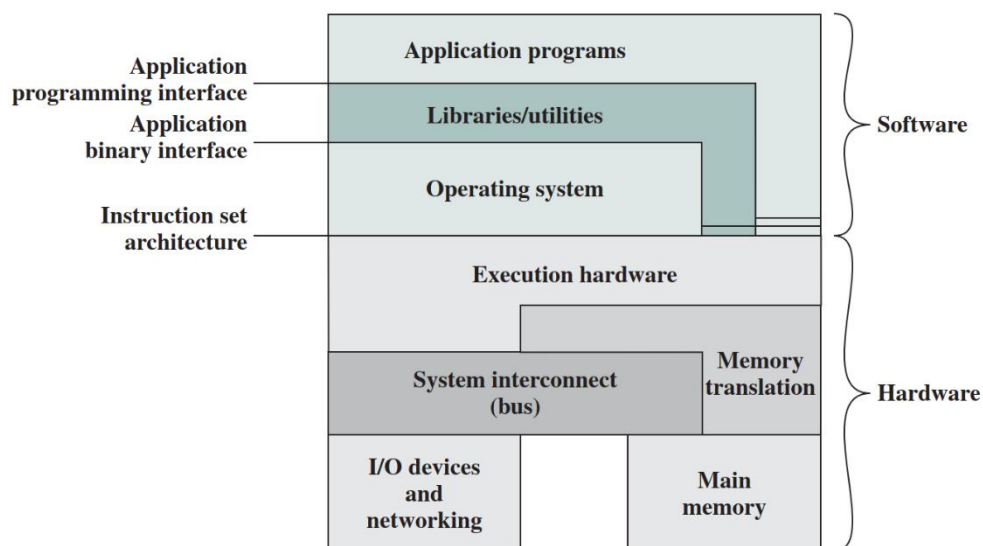 Application programs
Application
programming interface
Libraries/utilities
Software
Application
binary interface
Operating system
Instruction set
architecture
Execution hardware
Memory
translation
System interconnect
(bus)
Hardware
I/O devices
and
networking
Main
memory